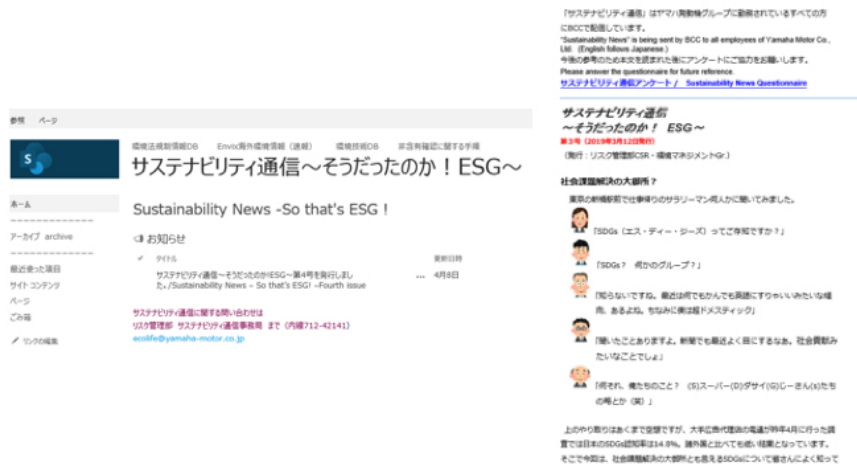 参照 ページ
S
環境法規制情報DB Envix海外環境情報(速報) 環境技術DB 非含有確認に関する手順
サステナビリティ通信～そうだったのか！ESG～
ホーム
アーカイブ archive
最近使った項目
サイト コンテンツ
ページ
ごみ箱
リンクの編集
Sustainability News -So that's ESG !
お知らせ
✓ タイトル 更新日時
サステナビリティ通信～そうだったのか!ESG～第4号を発行しまし
た。/Sustainability News – So that's ESG! –Fourth issue ... 4月8日
サステナビリティ通信に関する問い合わせは
リスク管理部 サステナビリティ通信事務局 まで（内線712-42141）
ecolife@yamaha-motor.co.jp
「サステナビリティ通信」はヤマハ発動機グループに勤務されているすべての方
にBCCで配信しています。
"Sustainability News" is being sent by BCC to all employees of Yamaha Motor Co.,
Ltd. (English follows Japanese.)
今後の参考のため本文を読まれた後にアンケートにご協力をお願いします。
Please answer the questionnaire for future reference.
サステナビリティ通信アンケート / Sustainability News Questionnaire
サステナビリティ通信
～そうだったのか！ ESG～
第3号（2019年3月12日発行）
（発行：リスク管理部CSR・環境マネジメントGr.）
社会課題解決の大御所？
東京の新橋駅前で仕事帰りのサラリーマン何人かに聞いてみました。
「SDGs（エス・ディー・ジーズ）ってご存知ですか？」
「SDGs？ 何かのグループ？」
「知らないですね。最近は何でもかんでも英語にすりゃいいみたいな傾
向、あるよね。ちなみに僕は超ドメスティック」
「聞いたことありますよ。新聞でも最近よく目にするなあ。社会貢献み
たいなことでしょ」
「何それ、俺たちのこと？ (S)スーパー(D)ダサイ(G)じーさん(s)たち
の略とか（笑）」
上のやり取りはあくまで空想ですが、大手広告代理店の電通が昨年4月に行った調
査では日本のSDGs認知率は14.8%。諸外国と比べても低い結果となっています。
そこで今回は、社会課題解決の大御所とも言えるSDGsについて皆さんによく知って